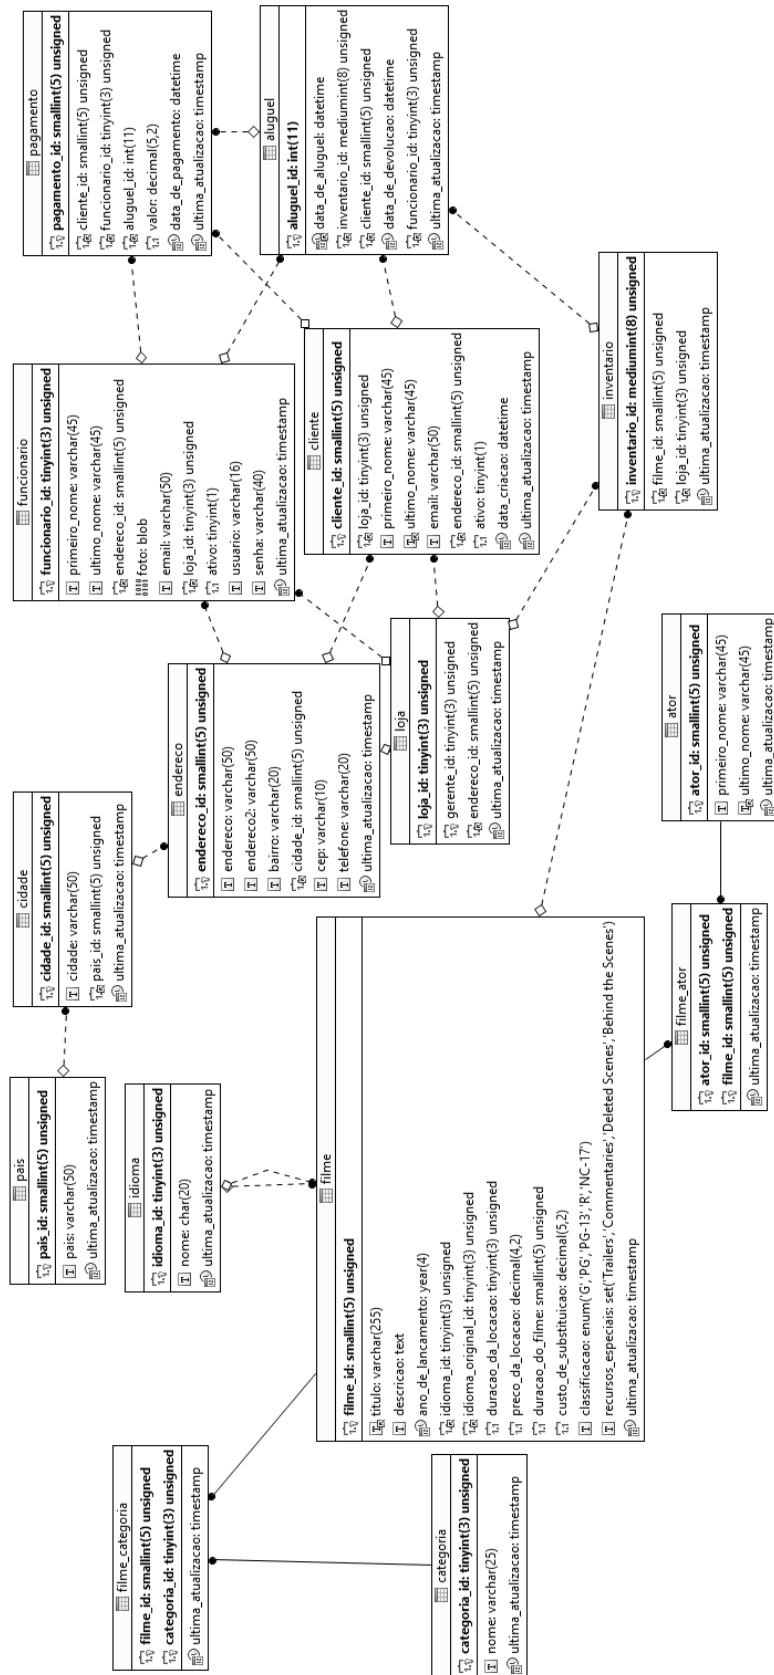 filme_categoria
filme_id: smallint(5) unsigned
categoria_id: tinyint(3) unsigned
ultima_atualizacao: timestamp
categoria
categoria_id: tinyint(3) unsigned
nome: varchar(25)
ultima_atualizacao: timestamp
idioma
idioma_id: tinyint(3) unsigned
nome: char(20)
ultima_atualizacao: timestamp
pais
pais_id: smallint(5) unsigned
pais: varchar(50)
ultima_atualizacao: timestamp
filme
filme_id: smallint(5) unsigned
titulo: varchar(255)
descricao: text
ano_de_lancamento: year(4)
idioma_id: tinyint(3) unsigned
idioma_original_id: tinyint(3) unsigned
duracao_da_locacao: tinyint(3) unsigned
preco_da_locacao: decimal(4,2)
duracao_do_filme: smallint(5) unsigned
custo_de_substituicao: decimal(5,2)
classificacao: enum('G','PG','PG-13','R','NC-17')
recursos_especiais: set('Trailers','Commentaries','Deleted Scenes','Behind the Scenes')
ultima_atualizacao: timestamp
cidade
cidade_id: smallint(5) unsigned
cidade: varchar(50)
pais_id: smallint(5) unsigned
ultima_atualizacao: timestamp
filme_ator
ator_id: smallint(5) unsigned
filme_id: smallint(5) unsigned
ultima_atualizacao: timestamp
endereco
endereco_id: smallint(5) unsigned
endereco: varchar(50)
endereco2: varchar(50)
bairro: varchar(20)
cidade_id: smallint(5) unsigned
cep: varchar(10)
telefone: varchar(20)
ultima_atualizacao: timestamp
loja
loja_id: tinyint(3) unsigned
gerente_id: tinyint(3) unsigned
endereco_id: smallint(5) unsigned
ultima_atualizacao: timestamp
ator
ator_id: smallint(5) unsigned
primeiro_nome: varchar(45)
ultimo_nome: varchar(45)
ultima_atualizacao: timestamp
funcionario
funcionario_id: tinyint(3) unsigned
primeiro_nome: varchar(45)
ultimo_nome: varchar(45)
endereco_id: smallint(5) unsigned
foto: blob
email: varchar(50)
loja_id: tinyint(3) unsigned
ativo: tinyint(1)
usuario: varchar(16)
senha: varchar(40)
ultima_atualizacao: timestamp
cliente
cliente_id: smallint(5) unsigned
loja_id: tinyint(3) unsigned
primeiro_nome: varchar(45)
ultimo_nome: varchar(45)
email: varchar(50)
endereco_id: smallint(5) unsigned
ativo: tinyint(1)
data_criacao: datetime
ultima_atualizacao: timestamp
inventario
inventario_id: mediumint(8) unsigned
filme_id: smallint(5) unsigned
loja_id: tinyint(3) unsigned
ultima_atualizacao: timestamp
pagamento
pagamento_id: smallint(5) unsigned
cliente_id: smallint(5) unsigned
funcionario_id: tinyint(3) unsigned
aluguel_id: int(11)
valor: decimal(5,2)
data_de_pagamento: datetime
ultima_atualizacao: timestamp
aluguel
aluguel_id: int(11)
data_de_aluguel: datetime
inventario_id: mediumint(8) unsigned
cliente_id: smallint(5) unsigned
data_de_devolucao: datetime
funcionario_id: tinyint(3) unsigned
ultima_atualizacao: timestamp